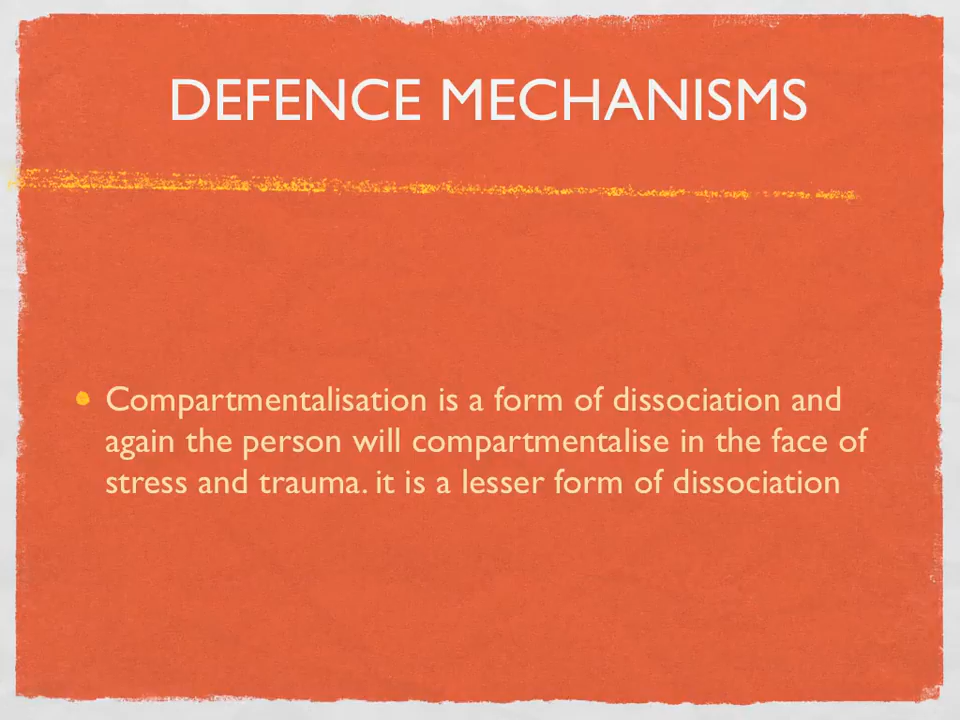 DEFENCE MECHANISMS
• Compartmentalisation is a form of dissociation and
again the person will compartmentalise in the face of
stress and trauma. it is a lesser form of dissociation